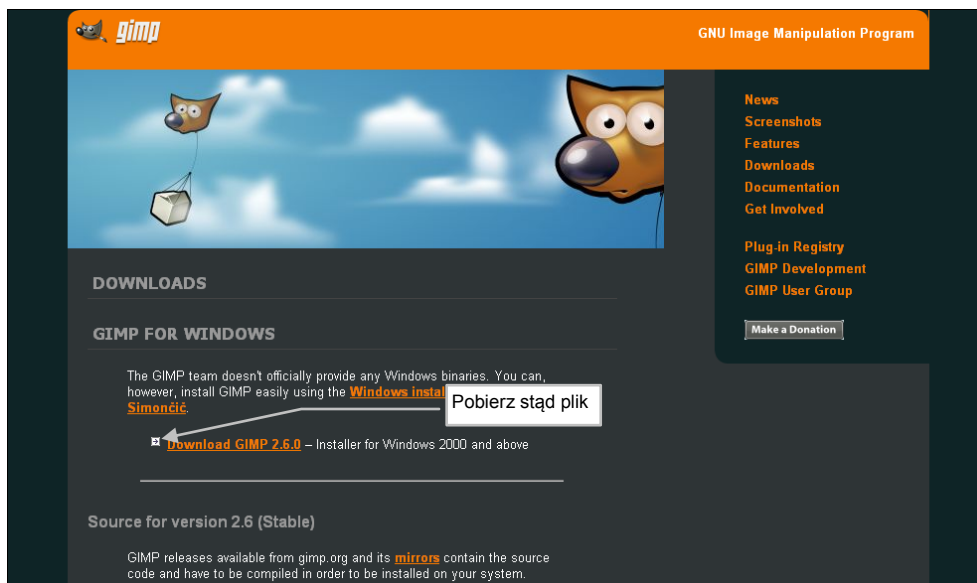 gimp
GNU Image Manipulation Program
News
Screenshots
Features
Downloads
Documentation
Get Involved
Plug-in Registry
GIMP Development
GIMP User Group
Make a Donation
DOWNLOADS
GIMP FOR WINDOWS
The GIMP team doesn't officially provide any Windows binaries. You can,
however, install GIMP easily using the Windows
Simončič.
Pobierz stąd plik
Download GIMP 2.6.0 – Installer for Windows 2000 and above
Source for version 2.6 (Stable)
GIMP releases available from gimp.org and its mirrors contain the source
code and have to be compiled in order to be installed on your system.